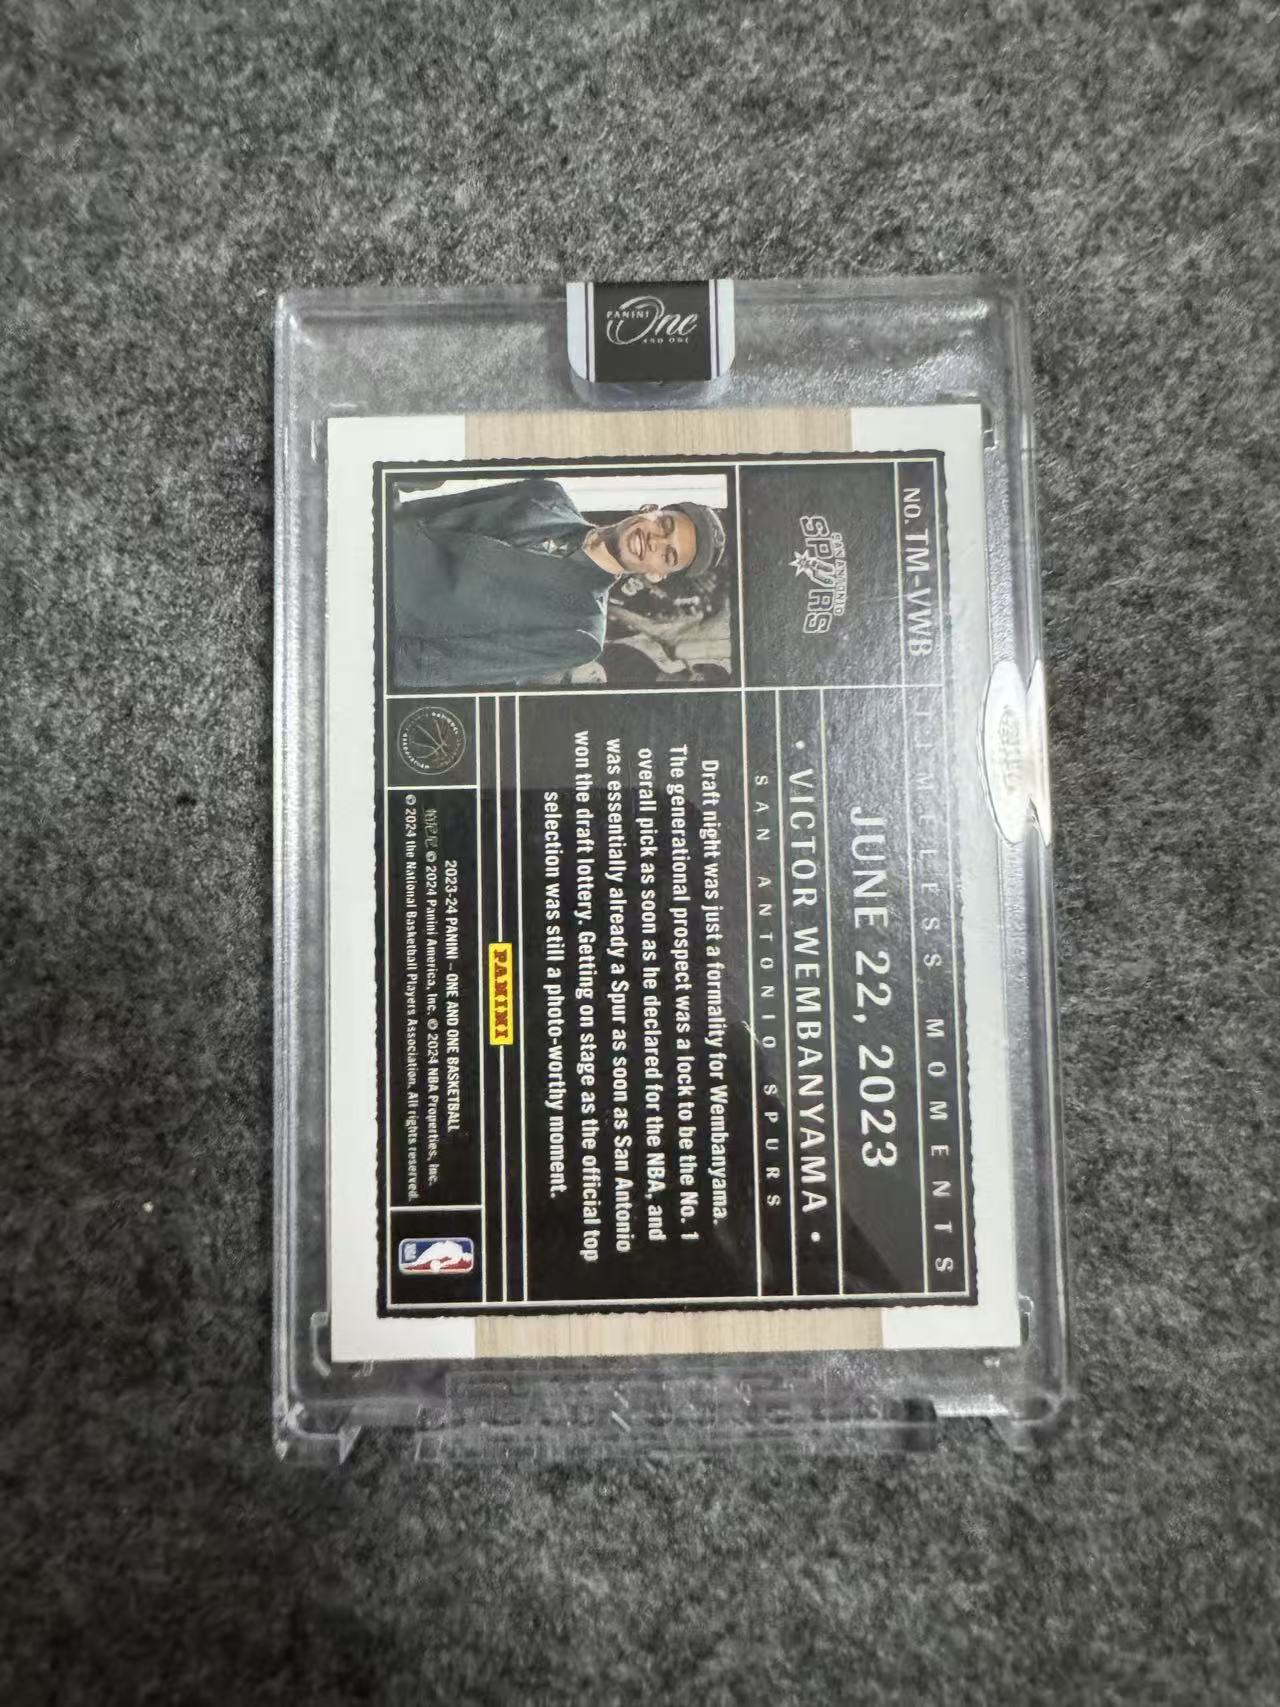 PANINI
One
AND ONE
NO. TM-VWB
TIMELESS MOMENTS
JUNE 22, 2023
SAN ANTONIO
SPURS
• VICTOR WEMBANYAMA •
SAN ANTONIO SPURS
Draft night was just a formality for Wembanyama.
The generational prospect was a lock to be the No. 1
overall pick as soon as he declared for the NBA, and
was essentially already a Spur as soon as San Antonio
won the draft lottery. Getting on stage as the official top
selection was still a photo-worthy moment.
PANINI
2023-24 PANINI – ONE AND ONE BASKETBALL
© 2024 Panini America, Inc. © 2024 NBA Properties, Inc.
© 2024 the National Basketball Players Association. All rights reserved.